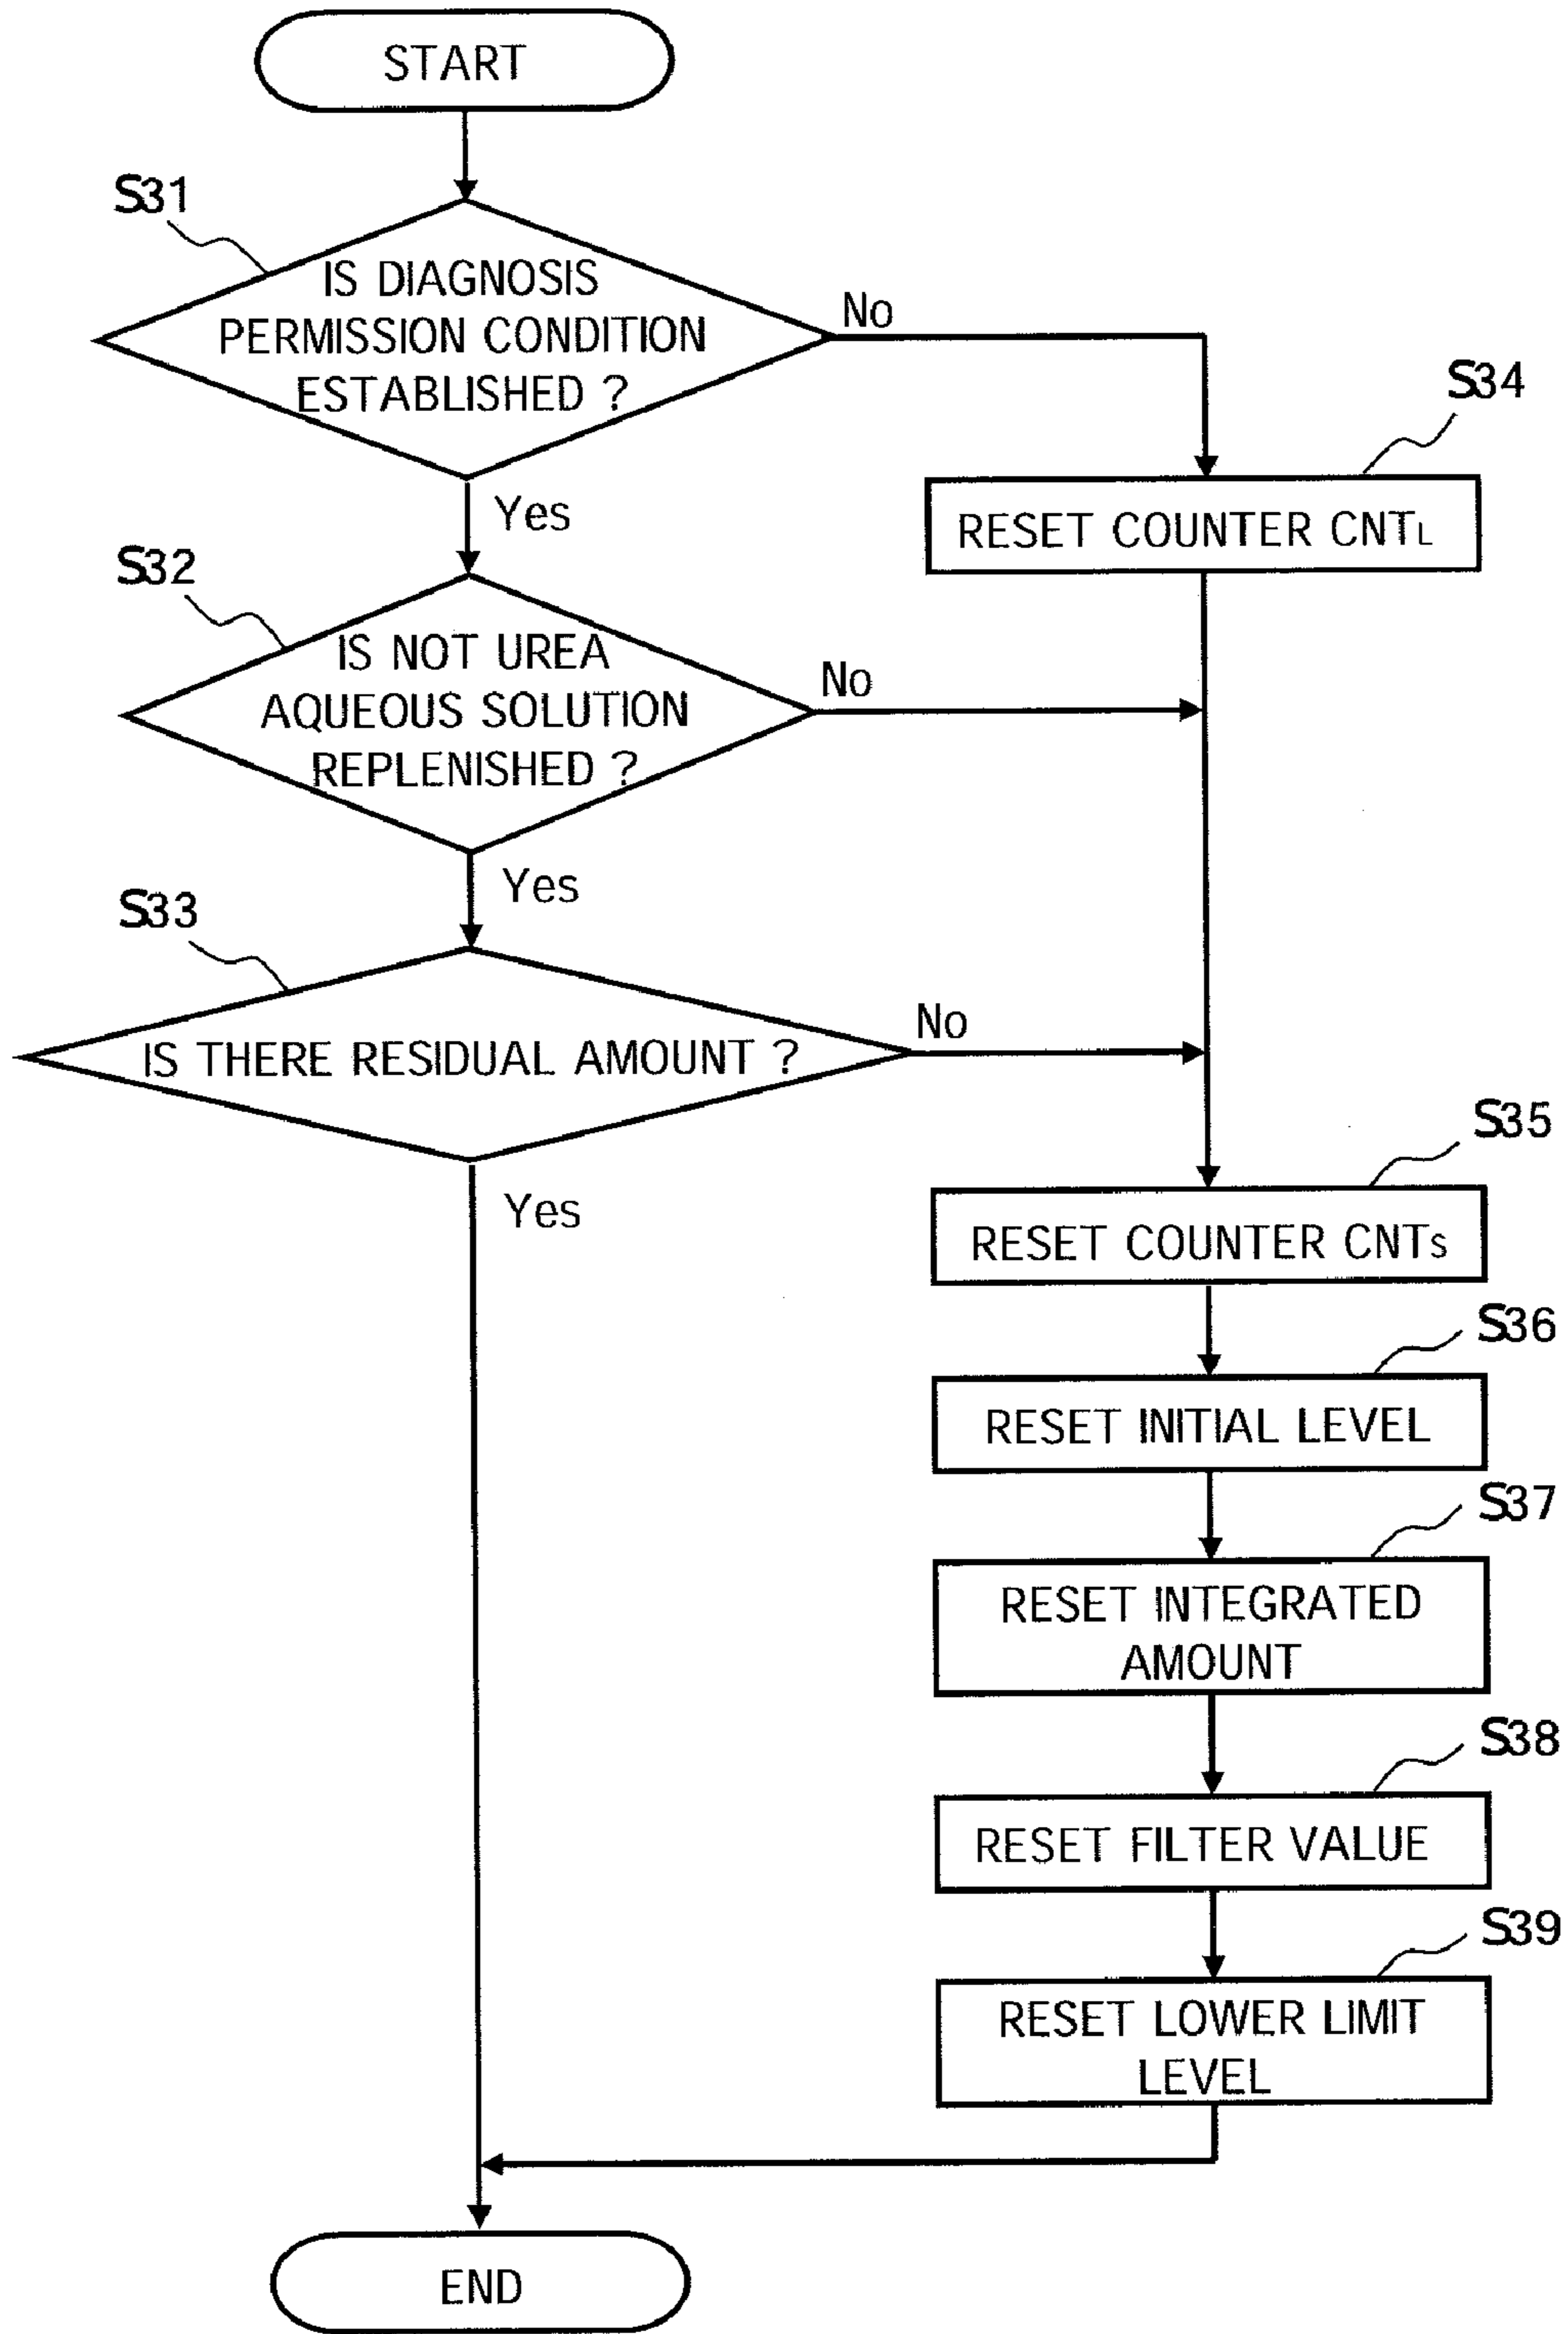 START
S31
IS DIAGNOSIS
PERMISSION CONDITION
ESTABLISHED ?
No
Yes
S34
RESET COUNTER CNTL
S32
IS NOT UREA
AQUEOUS SOLUTION
REPLENISHED ?
No
Yes
S33
IS THERE RESIDUAL AMOUNT ?
No
Yes
S35
RESET COUNTER CNTS
S36
RESET INITIAL LEVEL
S37
RESET INTEGRATED
AMOUNT
S38
RESET FILTER VALUE
S39
RESET LOWER LIMIT
LEVEL
END